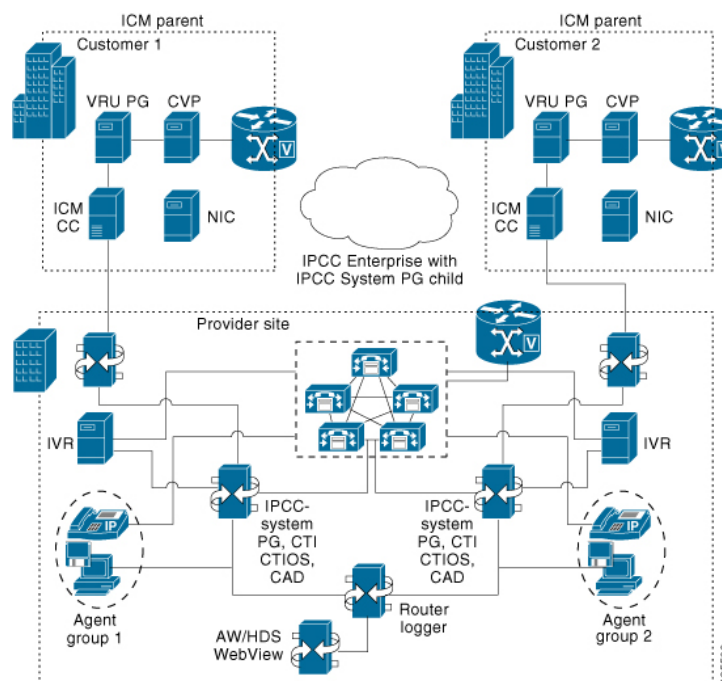 ICM parent
Customer 1
VRU PG
CVP
V
ICM
CC
NIC
ICM parent
Customer 2
VRU PG
CVP
V
ICM
CC
NIC
IPCC Enterprise with
IPCC System PG child
Provider site
V
IVR
IVR
IP
Agent
group 1
IPCC-
system
PG, CTI
CTIOS,
CAD
IPCC-
system
PG, CTI
CTIOS,
CAD
IP
Agent
group 2
Router
logger
AW/HDS
WebView